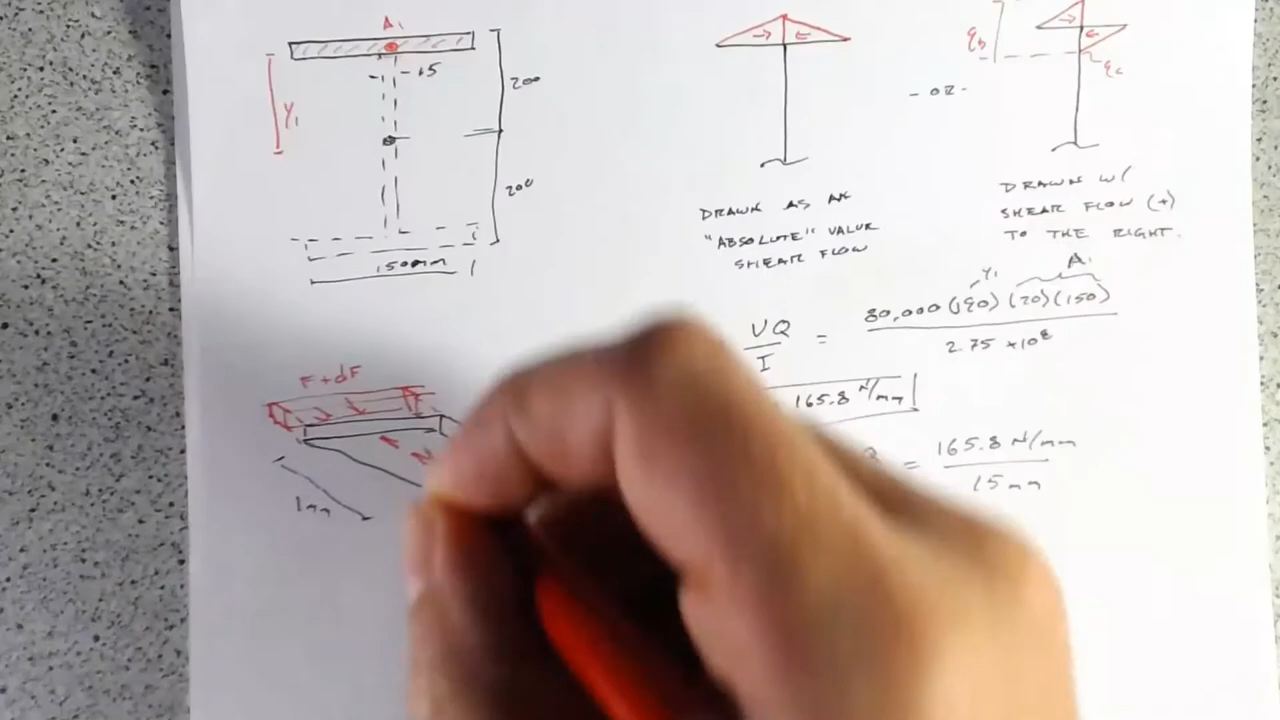 A₁
15
Y₁
200
200
150mm
qb
qc
- OR -
DRAWN AS AN
"ABSOLUTE" VALUE
SHEAR FLOW
DRAWN W/
SHEAR FLOW (+)
TO THE RIGHT.
Y₁ A₁
VQ/I = 80,000 (190) (20)(150) / 2.75 × 10⁸
165.8 N/mm
= 165.8 N/mm / 15mm
F + dF
1mm